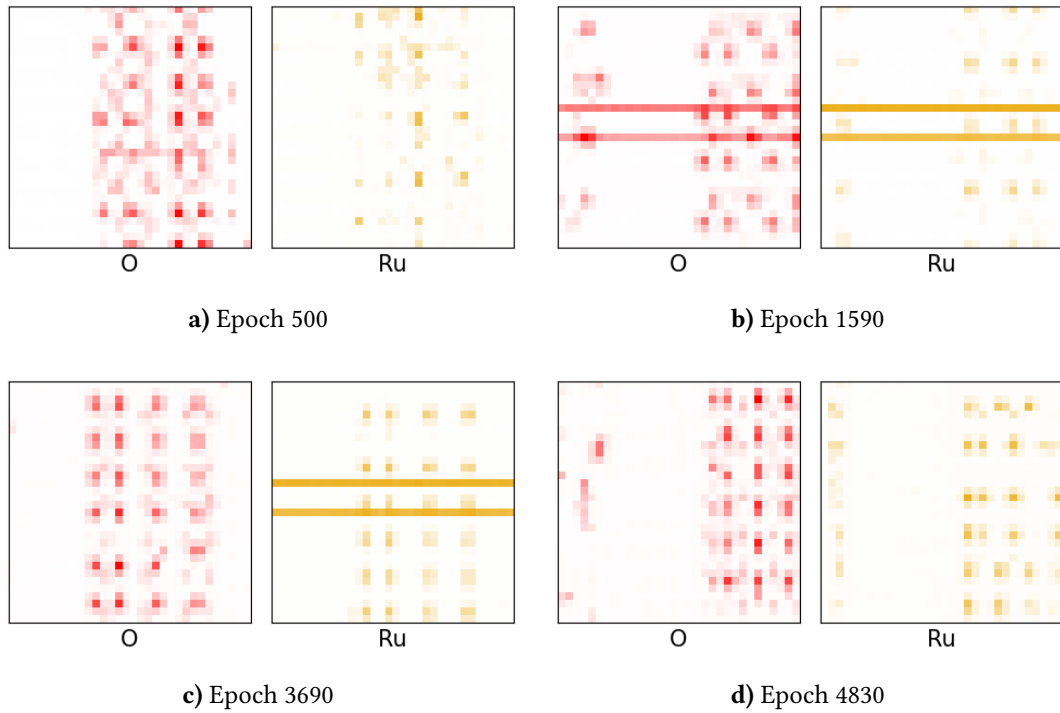 O Ru
a) Epoch 500
O Ru
b) Epoch 1590
O Ru
c) Epoch 3690
O Ru
d) Epoch 4830